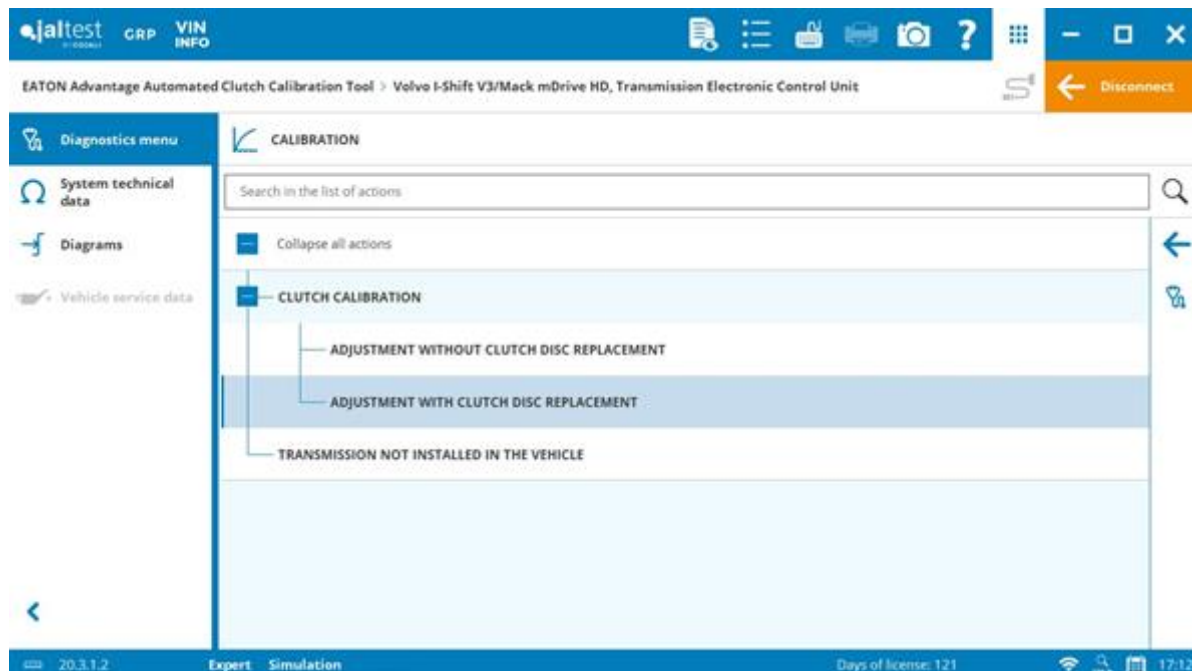 jaltest GRP VIN INFO
EATON Advantage Automated Clutch Calibration Tool > Volvo I-Shift V3/Mack mDrive HD, Transmission Electronic Control Unit
Disconnect
Diagnostics menu
System technical data
Diagrams
Vehicle service data
CALIBRATION
Search in the list of actions
Collapse all actions
CLUTCH CALIBRATION
ADJUSTMENT WITHOUT CLUTCH DISC REPLACEMENT
ADJUSTMENT WITH CLUTCH DISC REPLACEMENT
TRANSMISSION NOT INSTALLED IN THE VEHICLE
20.3.1.2 Expert Simulation Days of license: 121 17:12